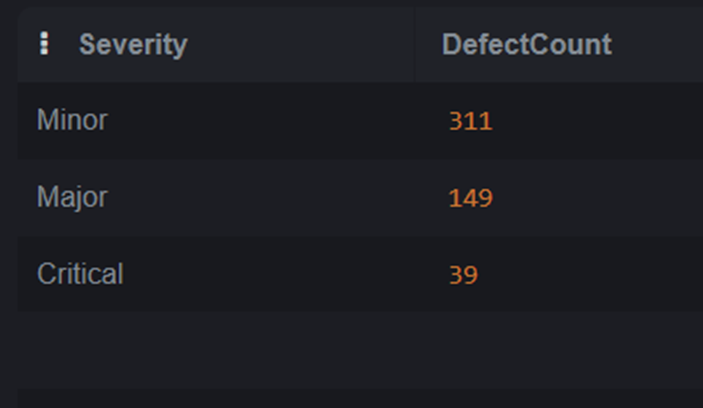 Severity DefectCount
Minor 311
Major 149
Critical 39